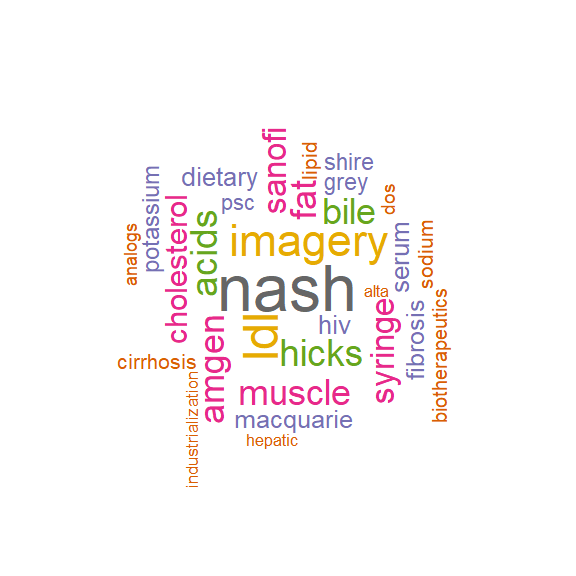 sanofi
lipid
shire
dietary
fat
grey
potassium
psc
bile
dos
cholesterol
acids
imagery
analogs
serum
sodium
nash
alta
ldl
hiv
syringe
fibrosis
biotherapeutics
amgen
hicks
cirrhosis
muscle
industrialization
macquarie
hepatic